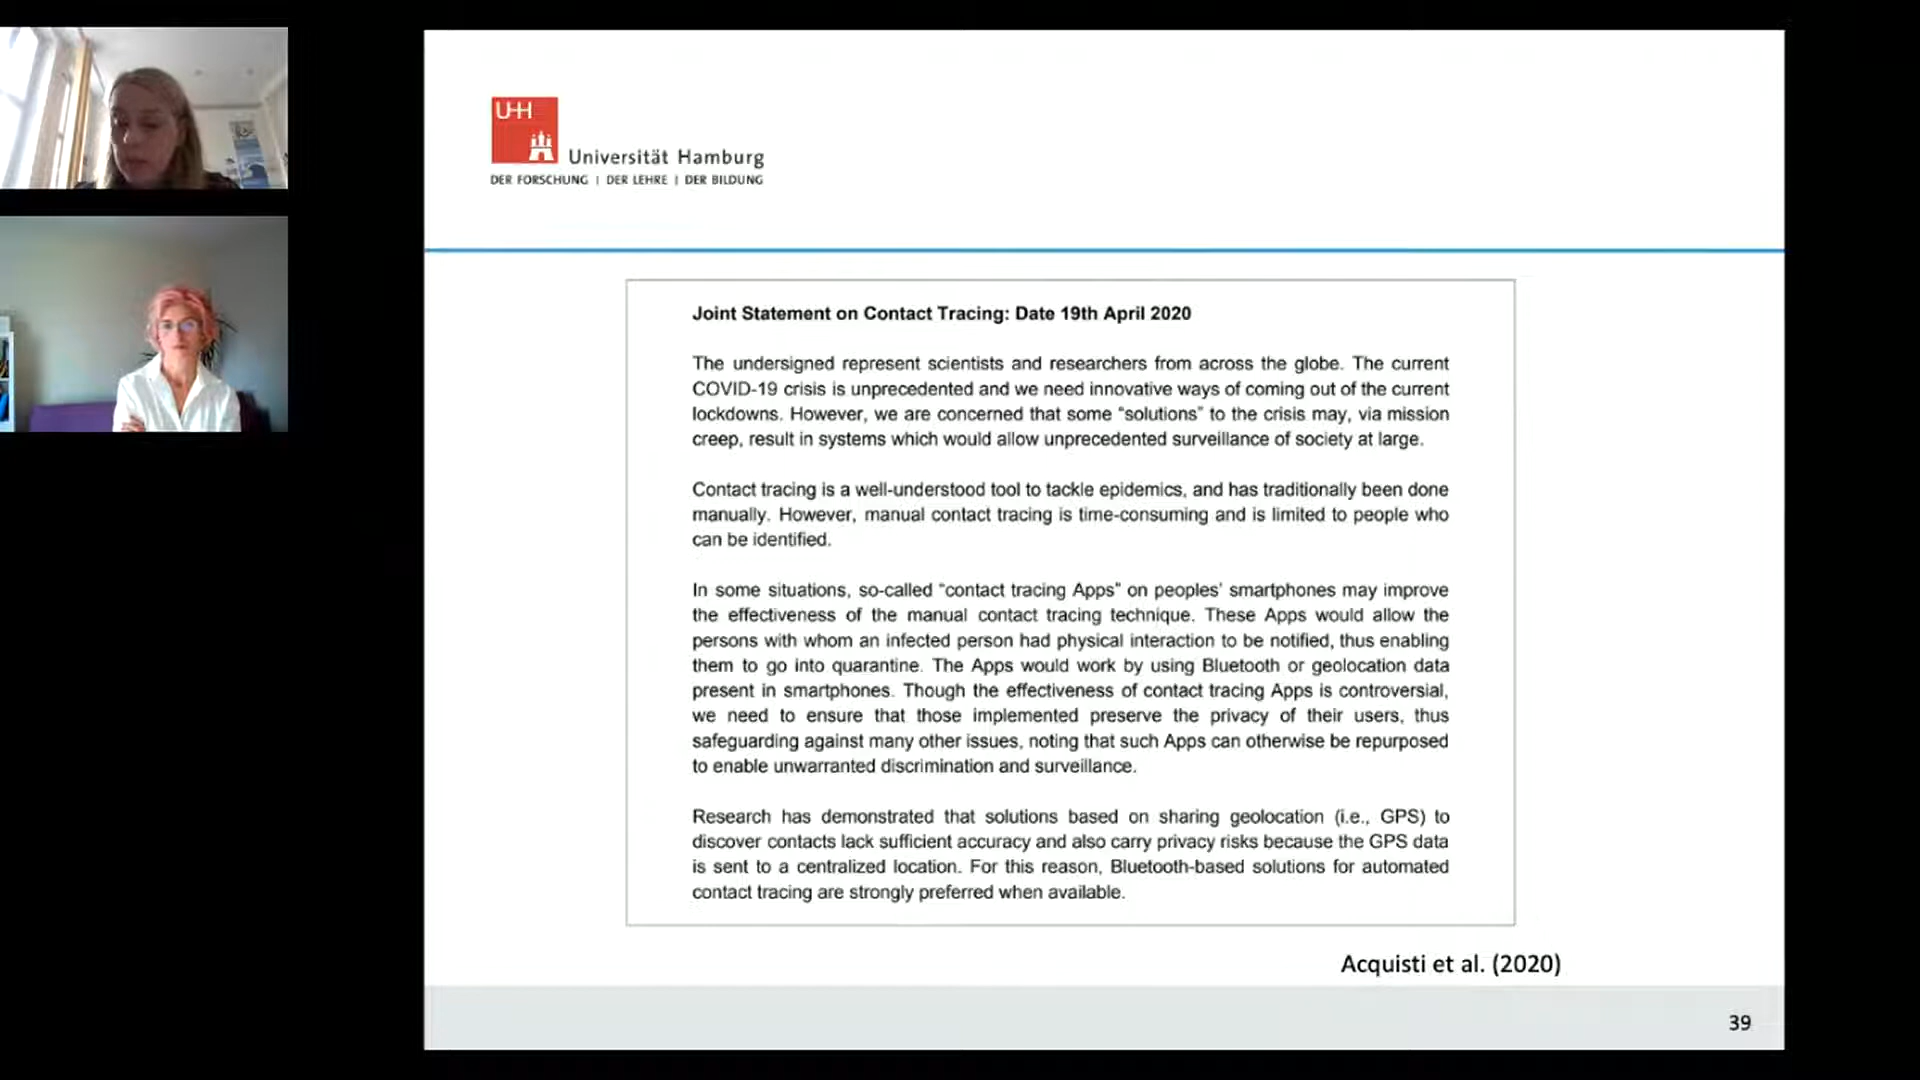 UHH
Universität Hamburg
DER FORSCHUNG | DER LEHRE | DER BILDUNG
Joint Statement on Contact Tracing: Date 19th April 2020
The undersigned represent scientists and researchers from across the globe. The current
COVID-19 crisis is unprecedented and we need innovative ways of coming out of the current
lockdowns. However, we are concerned that some “solutions” to the crisis may, via mission
creep, result in systems which would allow unprecedented surveillance of society at large.
Contact tracing is a well-understood tool to tackle epidemics, and has traditionally been done
manually. However, manual contact tracing is time-consuming and is limited to people who
can be identified.
In some situations, so-called “contact tracing Apps” on peoples’ smartphones may improve
the effectiveness of the manual contact tracing technique. These Apps would allow the
persons with whom an infected person had physical interaction to be notified, thus enabling
them to go into quarantine. The Apps would work by using Bluetooth or geolocation data
present in smartphones. Though the effectiveness of contact tracing Apps is controversial,
we need to ensure that those implemented preserve the privacy of their users, thus
safeguarding against many other issues, noting that such Apps can otherwise be repurposed
to enable unwarranted discrimination and surveillance.
Research has demonstrated that solutions based on sharing geolocation (i.e., GPS) to
discover contacts lack sufficient accuracy and also carry privacy risks because the GPS data
is sent to a centralized location. For this reason, Bluetooth-based solutions for automated
contact tracing are strongly preferred when available.
Acquisti et al. (2020)
39